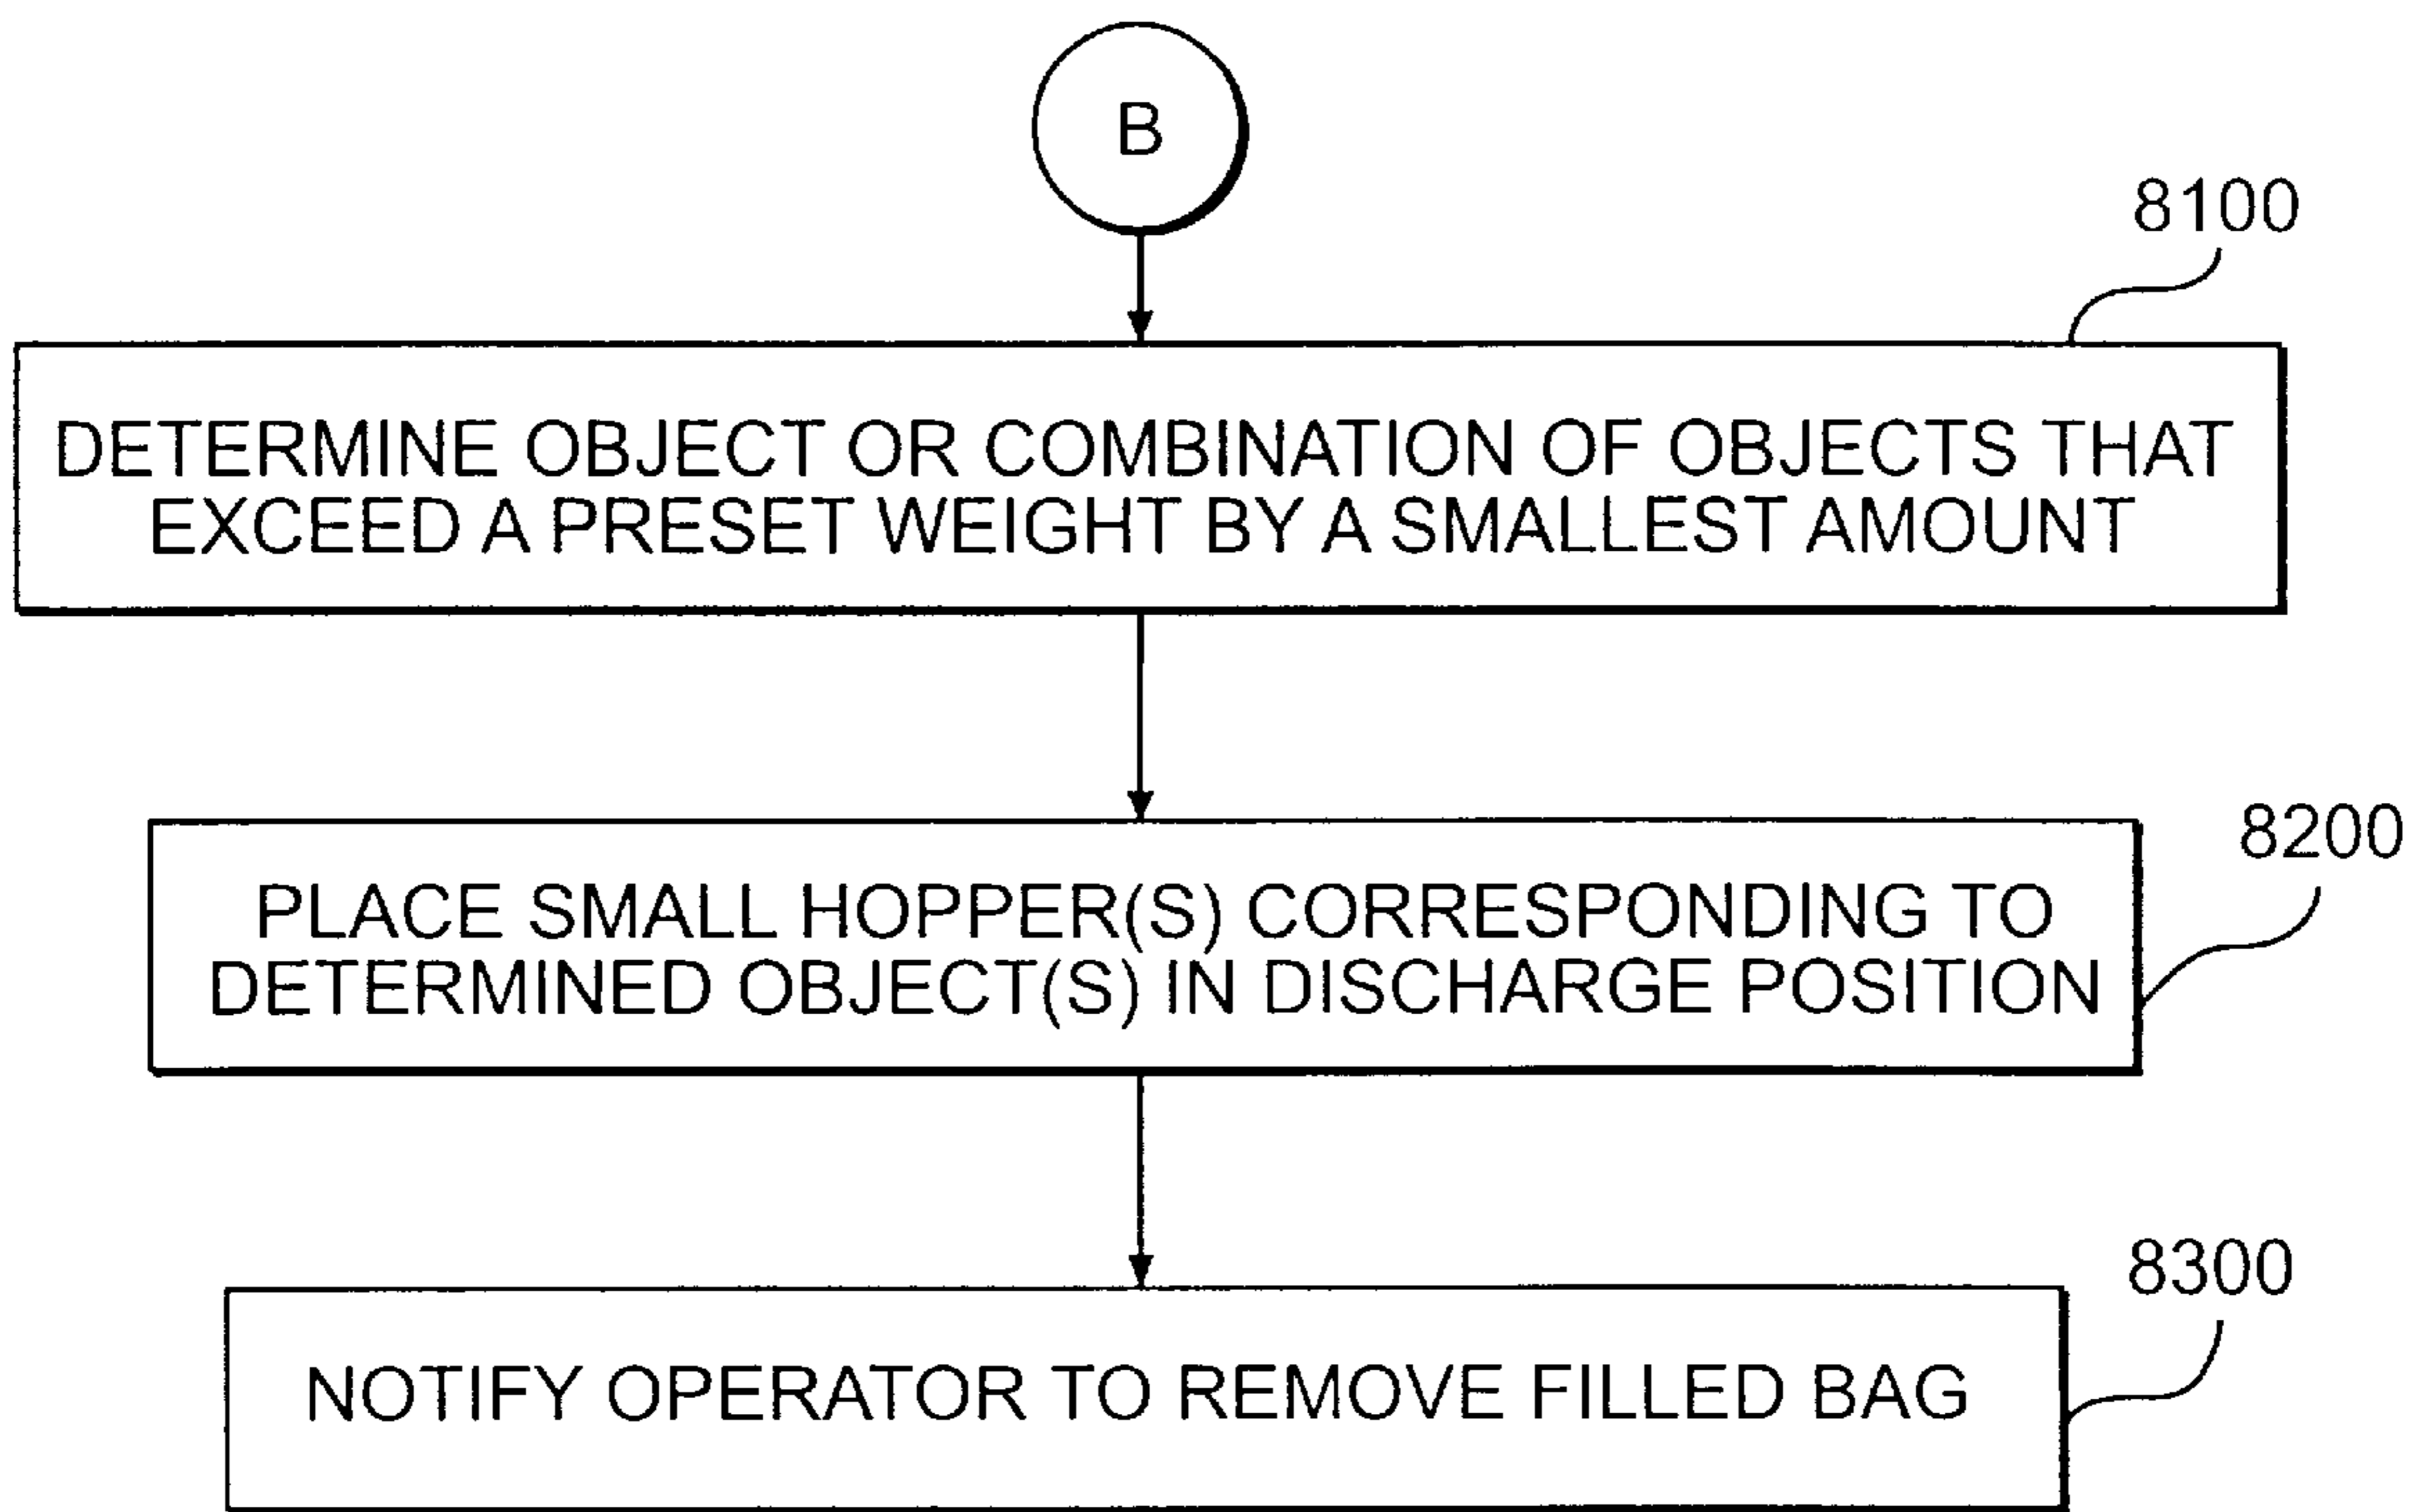 B
8100
DETERMINE OBJECT OR COMBINATION OF OBJECTS THAT
EXCEED A PRESET WEIGHT BY A SMALLEST AMOUNT
8200
PLACE SMALL HOPPER(S) CORRESPONDING TO
DETERMINED OBJECT(S) IN DISCHARGE POSITION
8300
NOTIFY OPERATOR TO REMOVE FILLED BAG